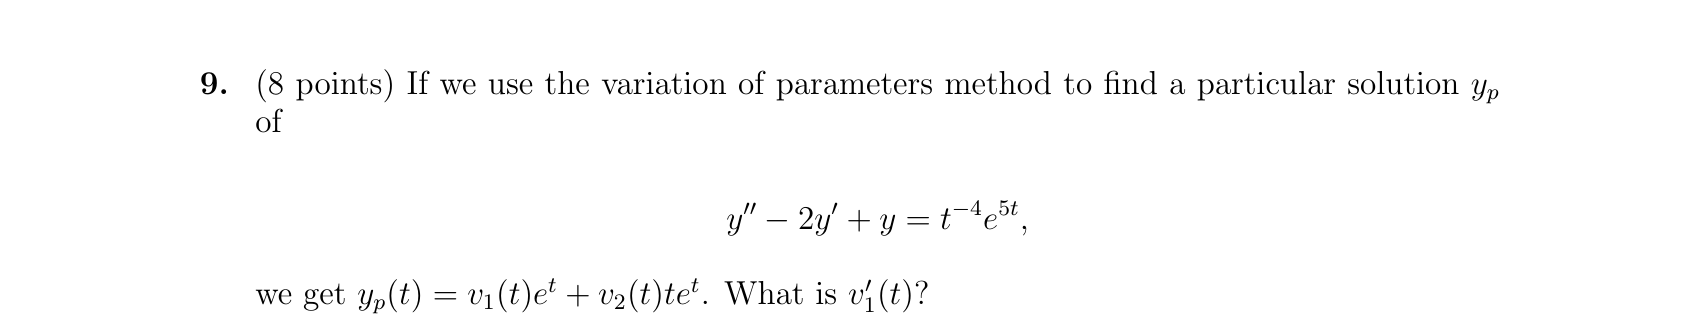 9. (8 points) If we use the variation of parameters method to find a particular solution $y_p$
of
$y'' - 2y' + y = t^{-4}e^{5t},$
we get $y_p(t) = v_1(t)e^t + v_2(t)te^t$. What is $v_1'(t)$?